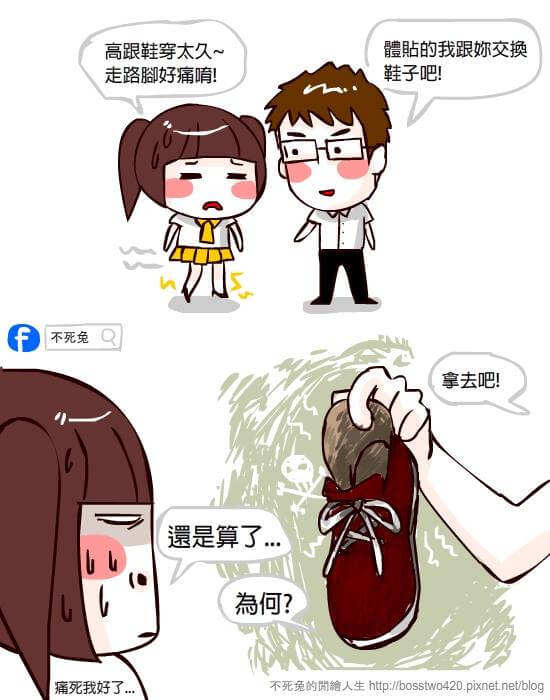 高跟鞋穿太久~
走路腳好痛唷!
體貼的我跟妳交換
鞋子吧!
不死兔
拿去吧!
還是算了...
為何?
痛死我好了...
不死兔的閒繪人生 http://bosstwo420.pixnet.net/blog